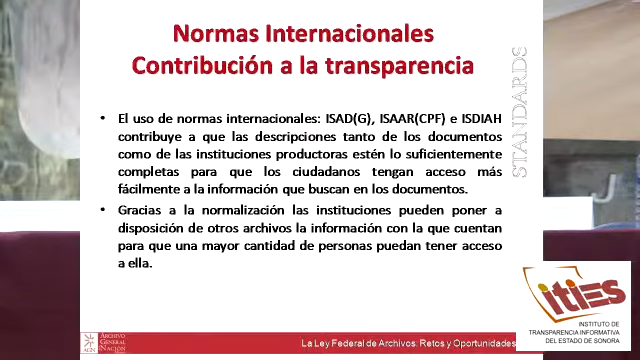 Normas Internacionales
Contribución a la transparencia
STANDARDS
• El uso de normas internacionales: ISAD(G), ISAAR(CPF) e ISDIAH
contribuye a que las descripciones tanto de los documentos
como de las instituciones productoras estén lo suficientemente
completas para que los ciudadanos tengan acceso más
fácilmente a la información que buscan en los documentos.
• Gracias a la normalización las instituciones pueden poner a
disposición de otros archivos la información con la que cuentan
para que una mayor cantidad de personas puedan tener acceso
a ella.
ities
INSTITUTO DE
TRANSPARENCIA INFORMATIVA
DEL ESTADO DE SONORA
AGN
ARCHIVO
GENERAL
NACIÓN
La Ley Federal de Archivos: Retos y Oportunidades